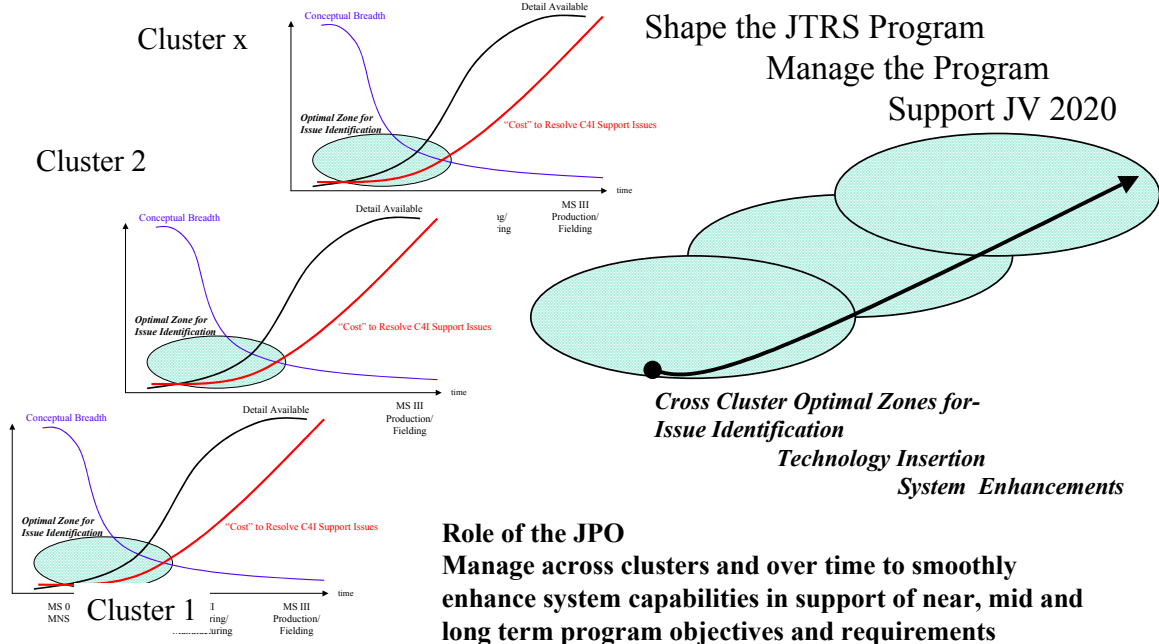 Cluster x
Conceptual Breadth
Detail Available
Optimal Zone for
Issue Identification
"Cost" to Resolve C4I Support Issues
time
MS III
Production/
Fielding
Cluster 2
Conceptual Breadth
Detail Available
Optimal Zone for
Issue Identification
"Cost" to Resolve C4I Support Issues
time
MS III
Production/
Fielding
Conceptual Breadth
Detail Available
Optimal Zone for
Issue Identification
"Cost" to Resolve C4I Support Issues
time
MS 0
MNS
MS III
Production/
Fielding
Cluster 1
Shape the JTRS Program
Manage the Program
Support JV 2020
Cross Cluster Optimal Zones for-
Issue Identification
Technology Insertion
System Enhancements
Role of the JPO
Manage across clusters and over time to smoothly
enhance system capabilities in support of near, mid and
long term program objectives and requirements